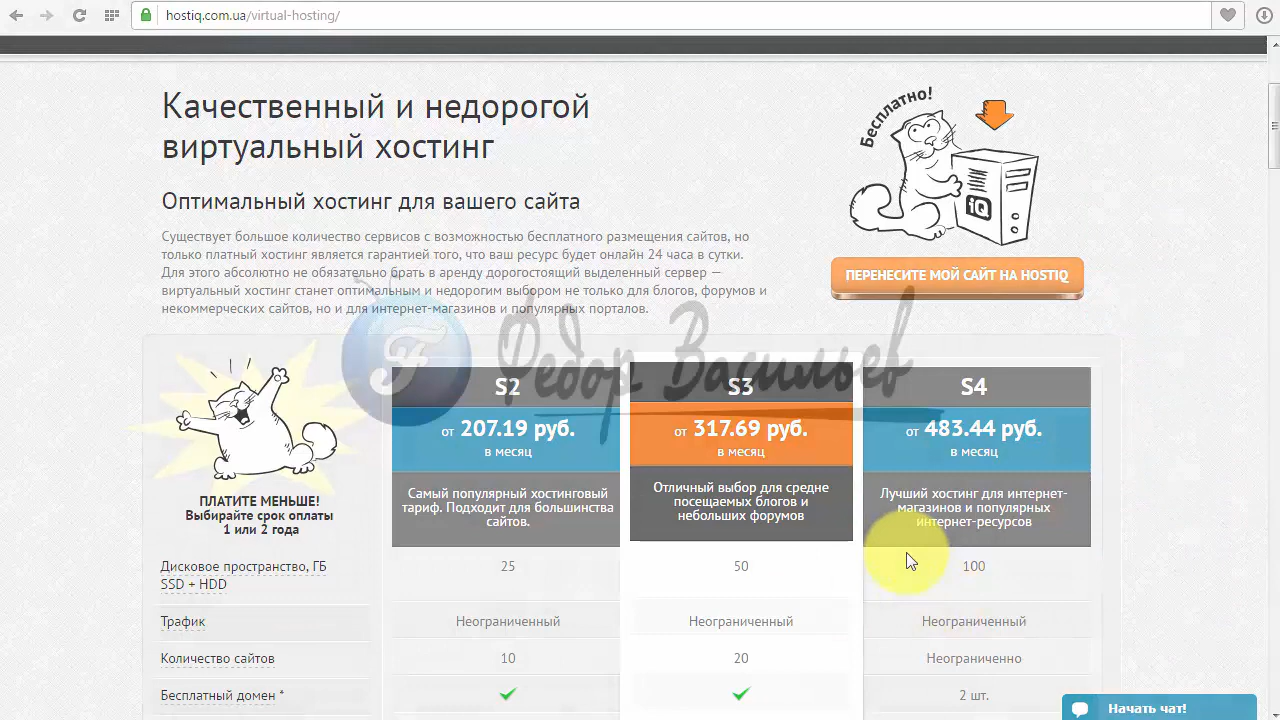 hostiq.com.ua/virtual-hosting/
Качественный и недорогой
виртуальный хостинг
Бесплатно!
iQ
Оптимальный хостинг для вашего сайта
Существует большое количество сервисов с возможностью бесплатного размещения сайтов, но
только платный хостинг является гарантией того, что ваш ресурс будет онлайн 24 часа в сутки.
Для этого абсолютно не обязательно брать в аренду дорогостоящий выделенный сервер —
виртуальный хостинг станет оптимальным и недорогим выбором не только для блогов, форумов и
некоммерческих сайтов, но и для интернет-магазинов и популярных порталов.
ПЕРЕНЕСИТЕ МОЙ САЙТ НА HOSTIQ
Федор Васильев
S2 S3 S4
от 207.19 руб. от 317.69 руб. от 483.44 руб.
в месяц в месяц в месяц
ПЛАТИТЕ МЕНЬШЕ!
Выбирайте срок оплаты
1 или 2 года
Самый популярный хостинговый
тариф. Подходит для большинства
сайтов.
Отличный выбор для средне
посещаемых блогов и
небольших форумов
Лучший хостинг для интернет-
магазинов и популярных
интернет-ресурсов
Дисковое пространство, ГБ 25 50 100
SSD + HDD
Трафик Неограниченный Неограниченный Неограниченный
Количество сайтов 10 20 Неограниченно
Бесплатный домен * 2 шт.
Начать чат!